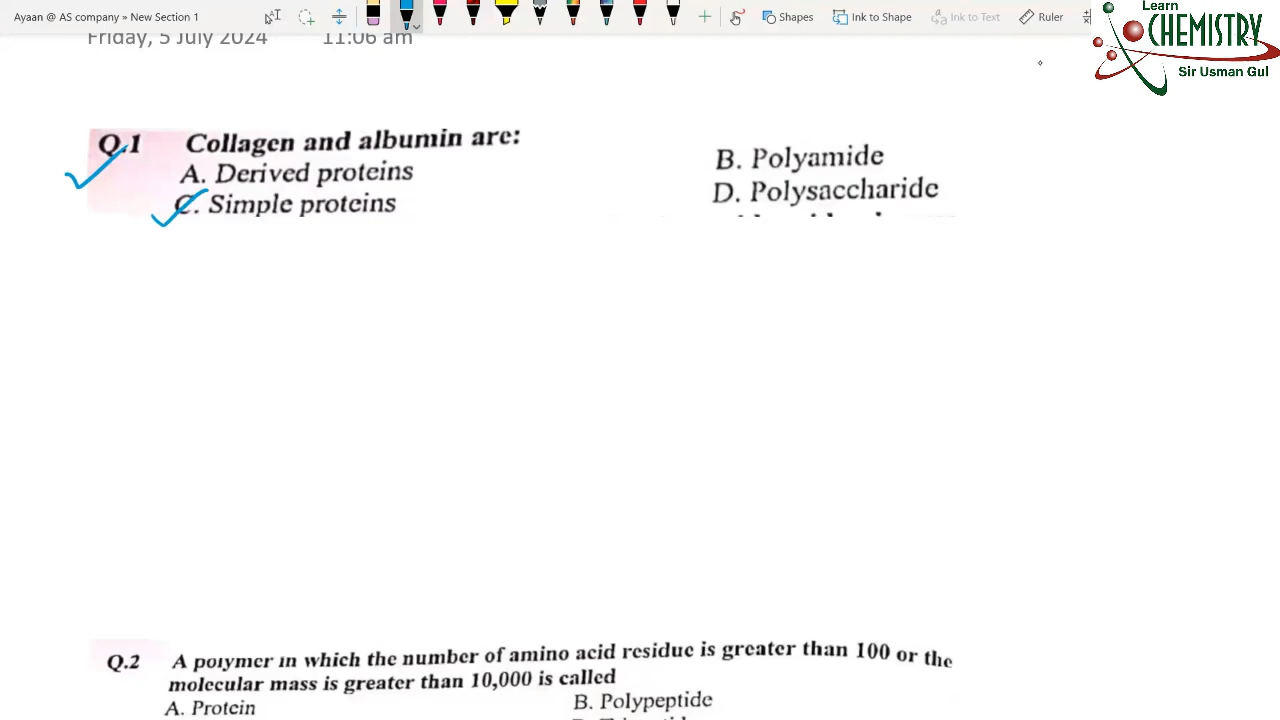 Ayaan @ AS company » New Section 1
Shapes
Ink to Shape
Ink to Text
Ruler
Learn
CHEMISTRY
Sir Usman Gul
Friday, 5 July 2024 11:06 am
Q.1 Collagen and albumin are:
A. Derived proteins B. Polyamide
C. Simple proteins D. Polysaccharide
Q.2 A polymer in which the number of amino acid residue is greater than 100 or the
molecular mass is greater than 10,000 is called
A. Protein B. Polypeptide